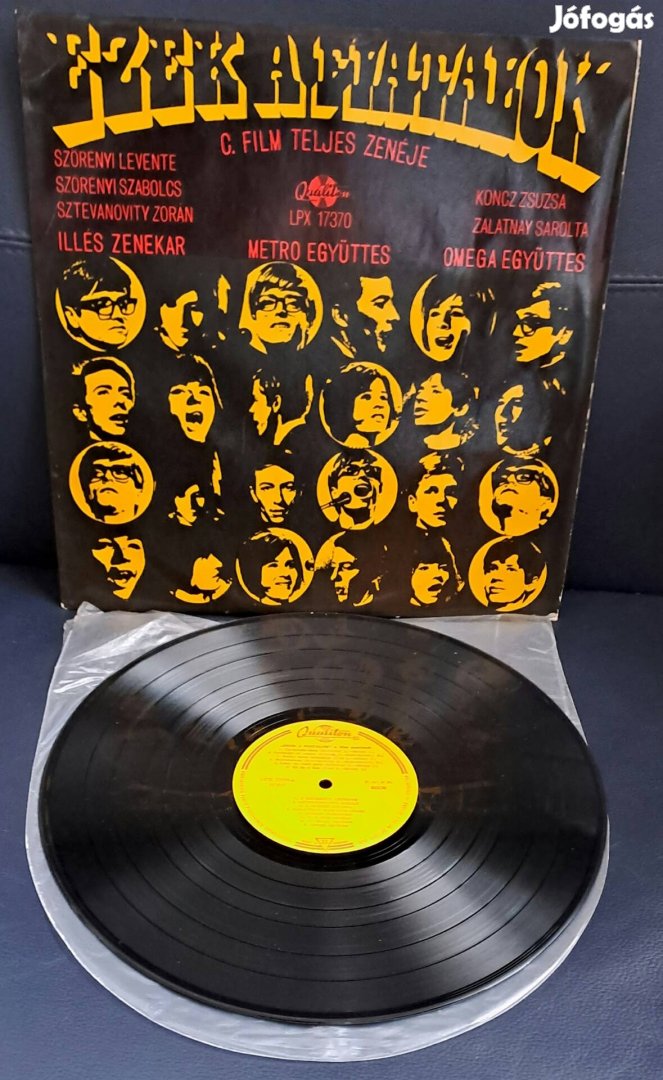 Jófogás
EZEK A FIATALOK
C. FILM TELJES ZENÉJE
SZÖRÉNYI LEVENTE
SZÖRÉNYI SZABOLCS
SZTEVANOVITY ZORÁN
Qualiton
LPX 17370
KONCZ ZSUZSA
ZALATNAY SAROLTA
ILLÉS ZENEKAR
METRO EGYÜTTES
OMEGA EGYÜTTES
Qualiton